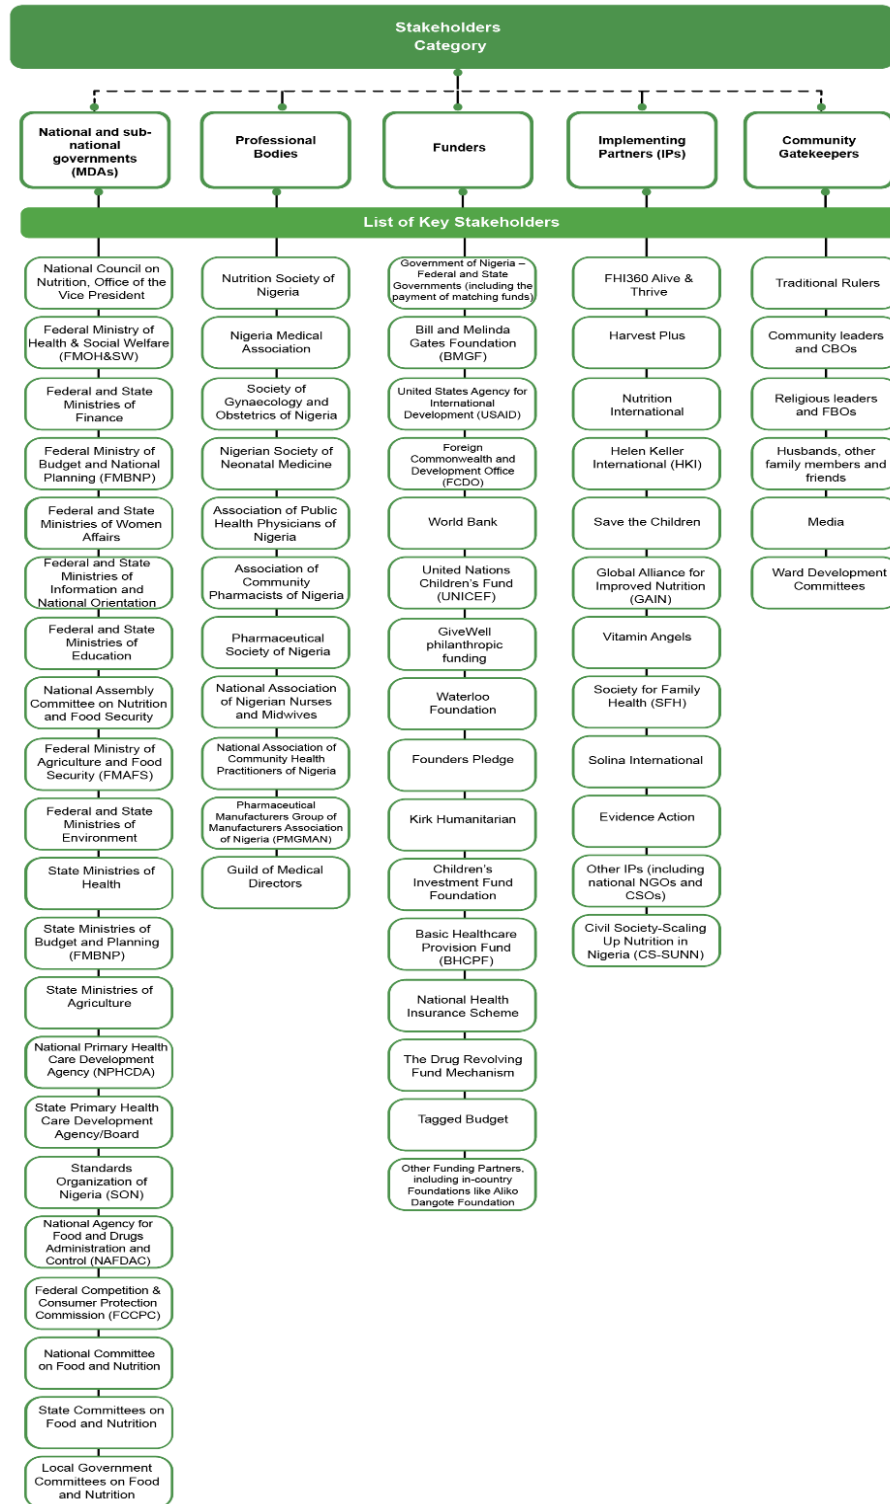 Stakeholders
Category
National and sub-
national
governments
(MDAs)
Professional
Bodies
Funders
Implementing
Partners (IPs)
Community
Gatekeepers
List of Key Stakeholders
National Council on
Nutrition, Office of the
Vice President
Federal Ministry of
Health & Social Welfare
(FMOH&SW)
Federal and State
Ministries of
Finance
Federal Ministry of
Budget and National
Planning (FMBNP)
Federal and State
Ministries of Women
Affairs
Federal and State
Ministries of
Information and
National Orientation
Federal and State
Ministries of
Education
National Assembly
Committee on Nutrition
and Food Security
Federal Ministry of
Agriculture and Food
Security (FMAFS)
Federal and State
Ministries of
Environment
State Ministries of
Health
State Ministries of
Budget and Planning
(FMBNP)
State Ministries of
Agriculture
National Primary Health
Care Development
Agency (NPHCDA)
State Primary Health
Care Development
Agency/Board
Standards
Organization of
Nigeria (SON)
National Agency for
Food and Drugs
Administration and
Control (NAFDAC)
Federal Competition &
Consumer Protection
Commission (FCCPC)
National Committee
on Food and Nutrition
State Committees on
Food and Nutrition
Local Government
Committees on Food
and Nutrition
Nutrition Society of
Nigeria
Nigeria Medical
Association
Society of
Gynaecology and
Obstetrics of Nigeria
Nigerian Society of
Neonatal Medicine
Association of Public
Health Physicians of
Nigeria
Association of
Community
Pharmacists of Nigeria
Pharmaceutical
Society of Nigeria
National Association
of Nigerian Nurses
and Midwives
National Association of
Community Health
Practitioners of Nigeria
Pharmaceutical
Manufacturers Group of
Manufacturers Association
of Nigeria (PMGMAN)
Guild of Medical
Directors
Government of Nigeria –
Federal and State
Governments (including the
payment of matching funds)
Bill and Melinda
Gates Foundation
(BMGF)
United States Agency for
International
Development (USAID)
Foreign
Commonwealth and
Development Office
(FCDO)
World Bank
United Nations
Children's Fund
(UNICEF)
GiveWell
philanthropic
funding
Waterloo
Foundation
Founders Pledge
Kirk Humanitarian
Children's
Investment Fund
Foundation
Basic Healthcare
Provision Fund
(BHCPF)
National Health
Insurance Scheme
The Drug Revolving
Fund Mechanism
Tagged Budget
Other Funding Partners,
including in-country
Foundations like Aliko
Dangote Foundation
FHI360 Alive &
Thrive
Harvest Plus
Nutrition
International
Helen Keller
International (HKI)
Save the Children
Global Alliance for
Improved Nutrition
(GAIN)
Vitamin Angels
Society for Family
Health (SFH)
Solina International
Evidence Action
Other IPs (including
national NGOs and
CSOs)
Civil Society-Scaling
Up Nutrition in
Nigeria (CS-SUNN)
Traditional Rulers
Community leaders
and CBOs
Religious leaders
and FBOs
Husbands, other
family members and
friends
Media
Ward Development
Committees